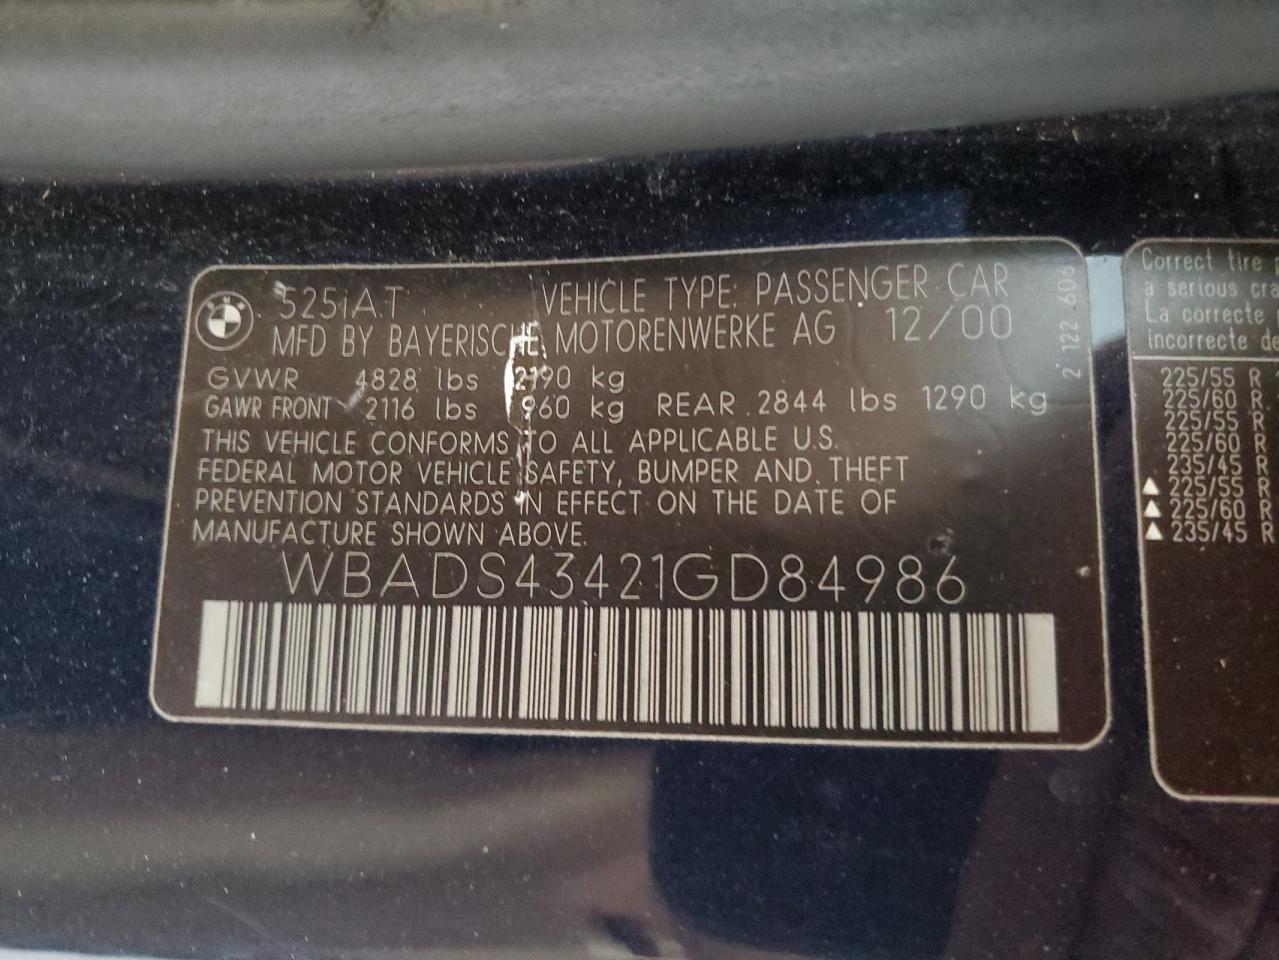 525iA.T VEHICLE TYPE: PASSENGER CAR
MFD BY BAYERISCHE MOTORENWERKE AG 12/00
GVWR 4828 lbs 2190 kg
GAWR FRONT 2116 lbs 960 kg REAR 2844 lbs 1290 kg
THIS VEHICLE CONFORMS TO ALL APPLICABLE U.S.
FEDERAL MOTOR VEHICLE SAFETY, BUMPER AND THEFT
PREVENTION STANDARDS IN EFFECT ON THE DATE OF
MANUFACTURE SHOWN ABOVE.
WBADS43421GD84986
2 122 606
Correct tire
a serious
La correcte
incorrecte
225/55 R
225/60 R
225/55 R
225/60 R
235/45 R
225/55 R
225/60 R
235/45 R